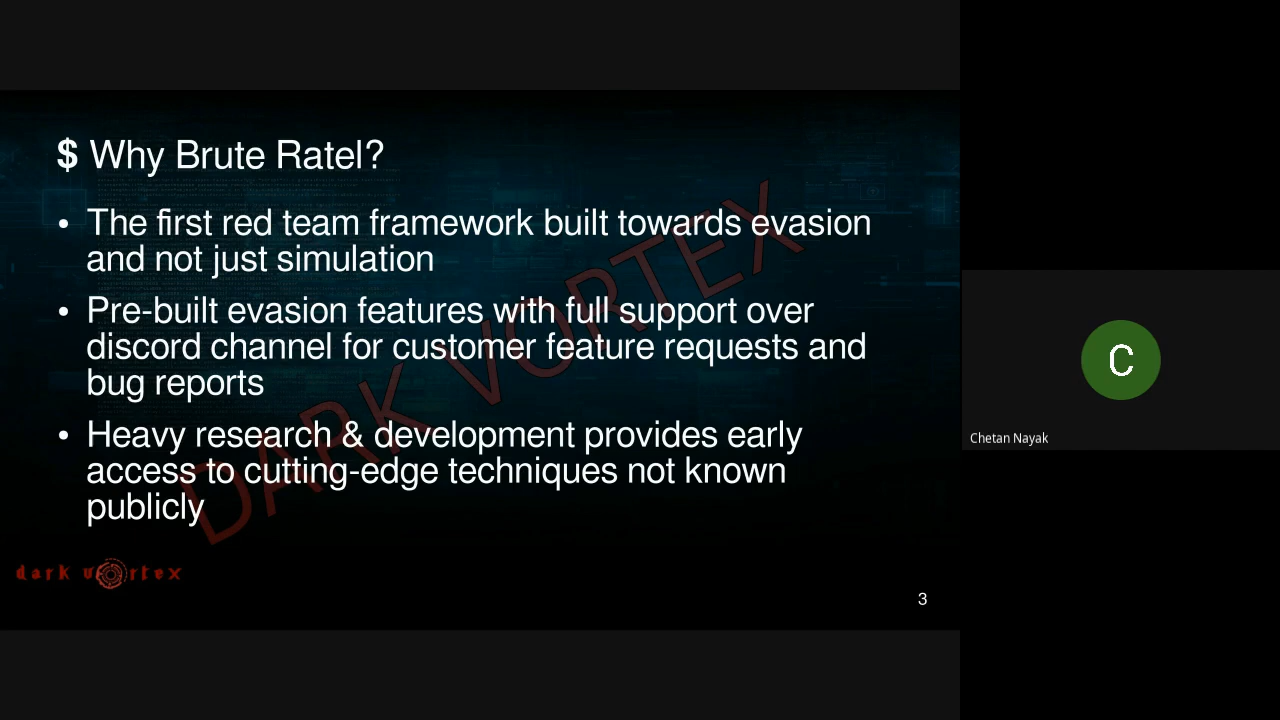 $ Why Brute Ratel?
• The first red team framework built towards evasion
and not just simulation
• Pre-built evasion features with full support over
discord channel for customer feature requests and
bug reports
• Heavy research & development provides early
access to cutting-edge techniques not known
publicly
DARK VORTEX
dark vortex
3
C
Chetan Nayak